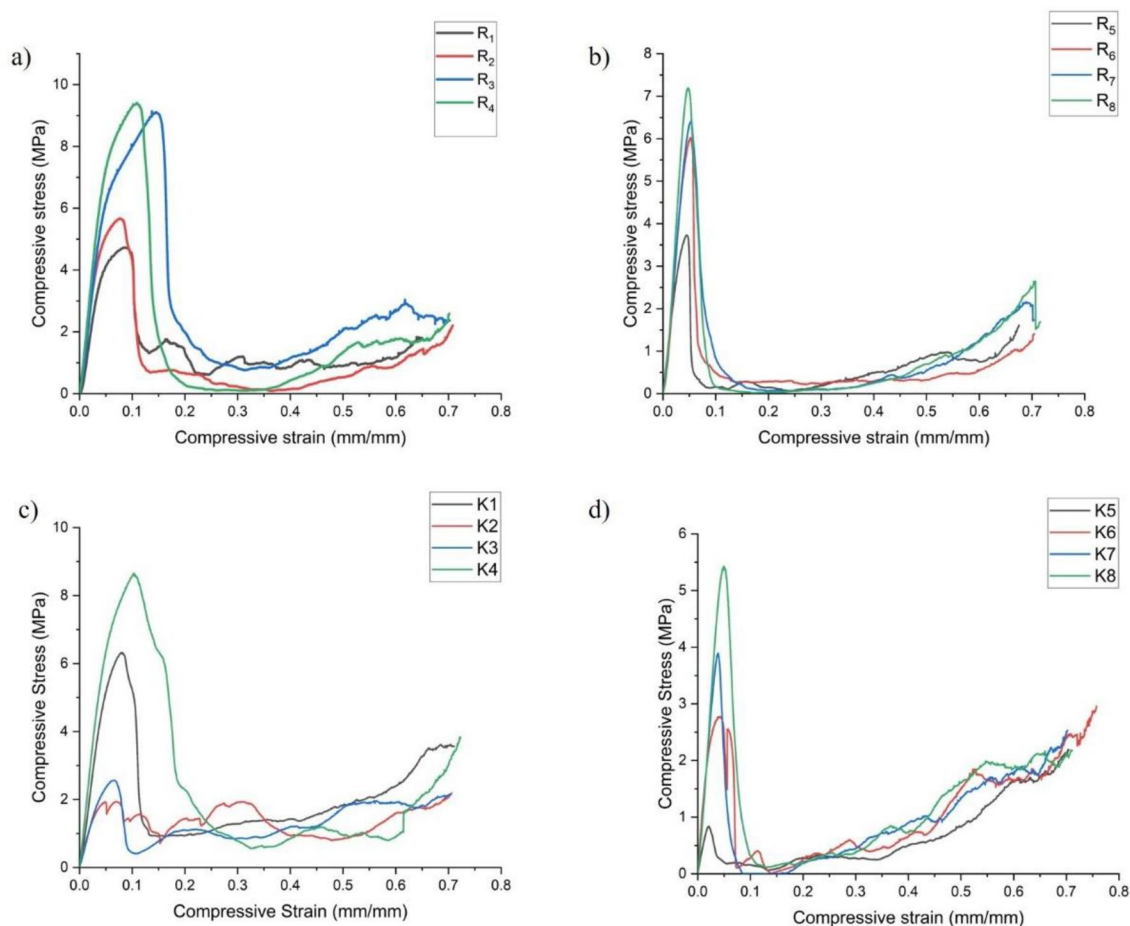 a)
R₁
R₂
R₃
R₄
Compressive stress (MPa)
10
8
6
4
2
0
0.0 0.1 0.2 0.3 0.4 0.5 0.6 0.7 0.8
Compressive strain (mm/mm)
b)
R₅
R₆
R₇
R₈
Compressive stress (MPa)
8
7
6
5
4
3
2
1
0
0.0 0.1 0.2 0.3 0.4 0.5 0.6 0.7 0.8
Compressive strain (mm/mm)
c)
K1
K2
K3
K4
Compressive Stress (MPa)
10
8
6
4
2
0
0.0 0.1 0.2 0.3 0.4 0.5 0.6 0.7 0.8
Compressive Strain (mm/mm)
d)
K5
K6
K7
K8
Compressive Stress (MPa)
6
5
4
3
2
1
0
0.0 0.1 0.2 0.3 0.4 0.5 0.6 0.7 0.8
Compressive strain (mm/mm)